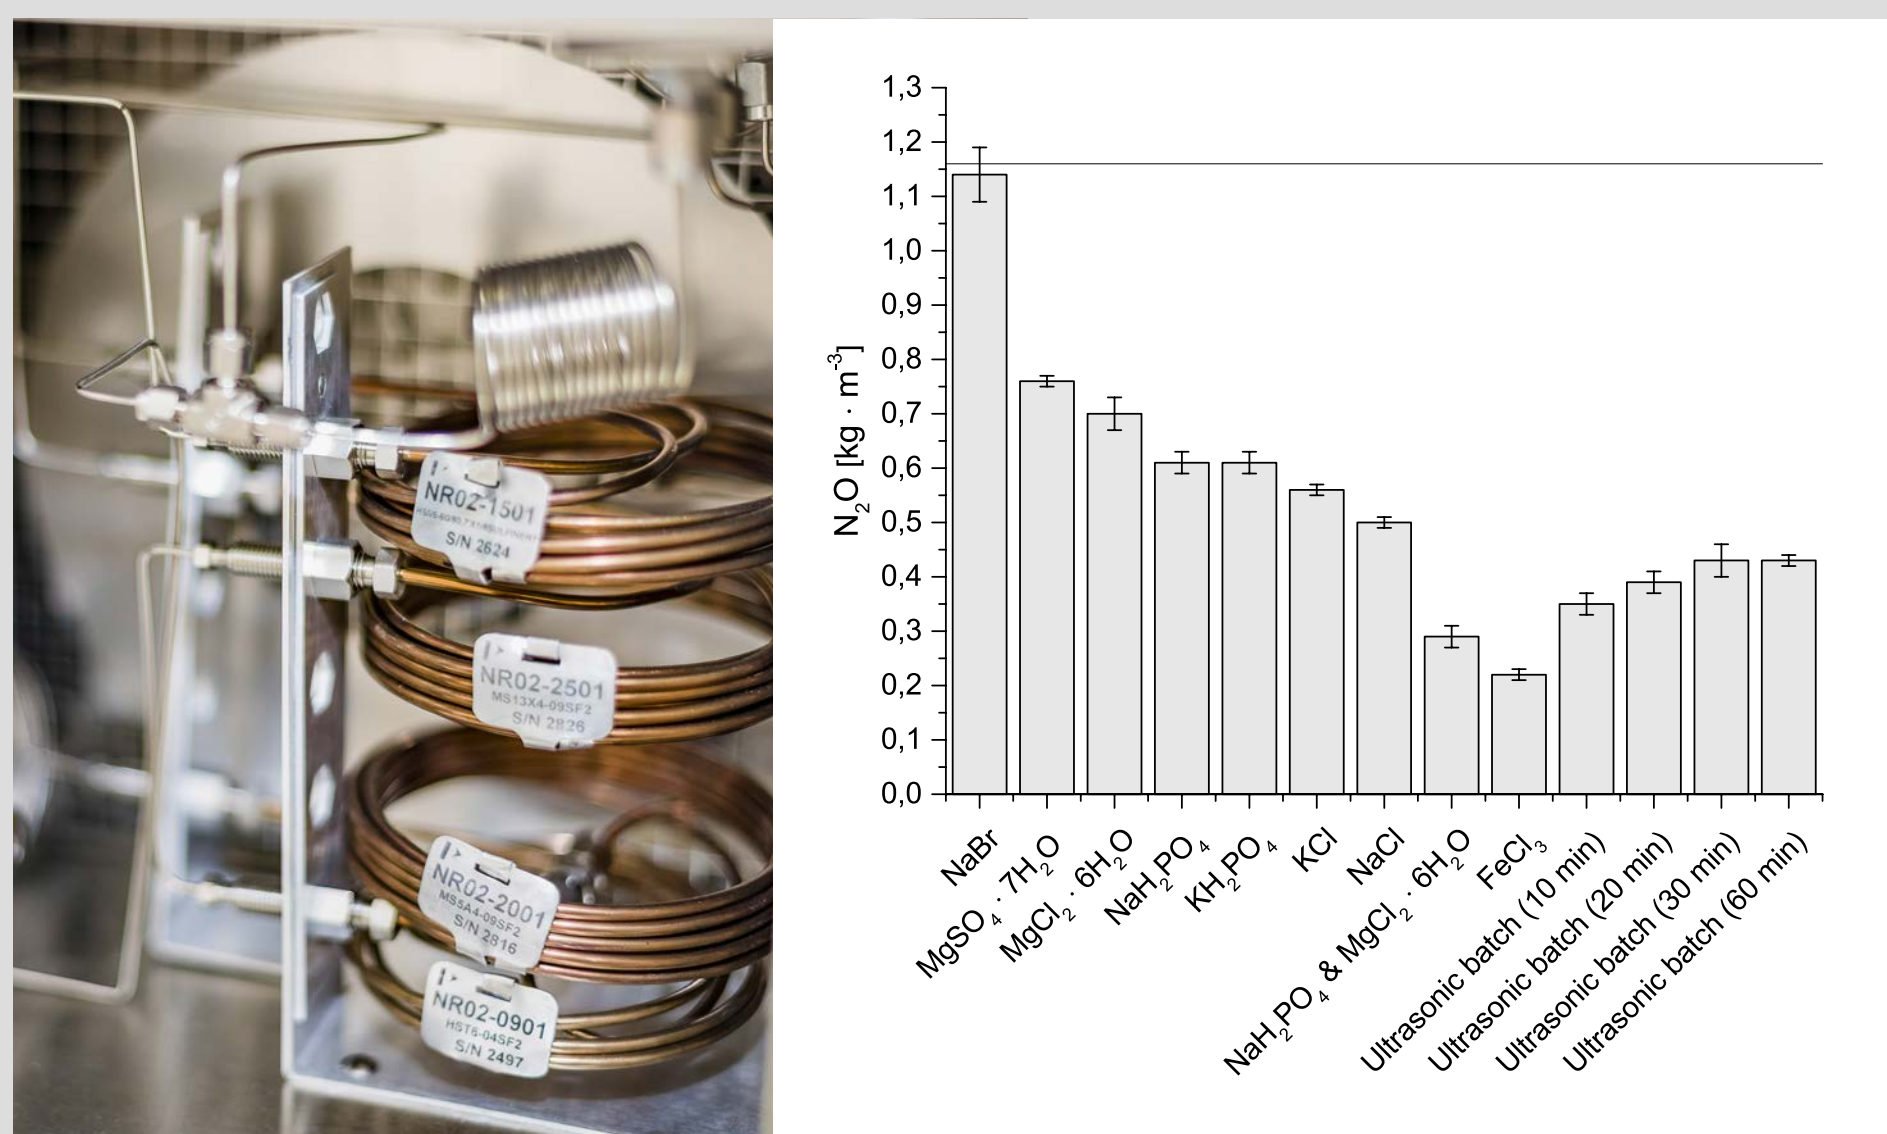 NR02-1501
S/N 2624
NR02-2501
MS13X4-09SF2
S/N 2826
NR02-2001
MS5A4-09SF2
S/N 2816
NR02-0901
HST6-04SF2
S/N 2497
N₂O [kg · m⁻³]
1,3
1,2
1,1
1,0
0,9
0,8
0,7
0,6
0,5
0,4
0,3
0,2
0,1
0,0
NaBr
MgSO₄ · 7H₂O
MgCl₂ · 6H₂O
NaH₂PO₄
KH₂PO₄
KCl
NaCl
NaH₂PO₄ & MgCl₂ · 6H₂O
FeCl₃
Ultrasonic batch (10 min)
Ultrasonic batch (20 min)
Ultrasonic batch (30 min)
Ultrasonic batch (60 min)